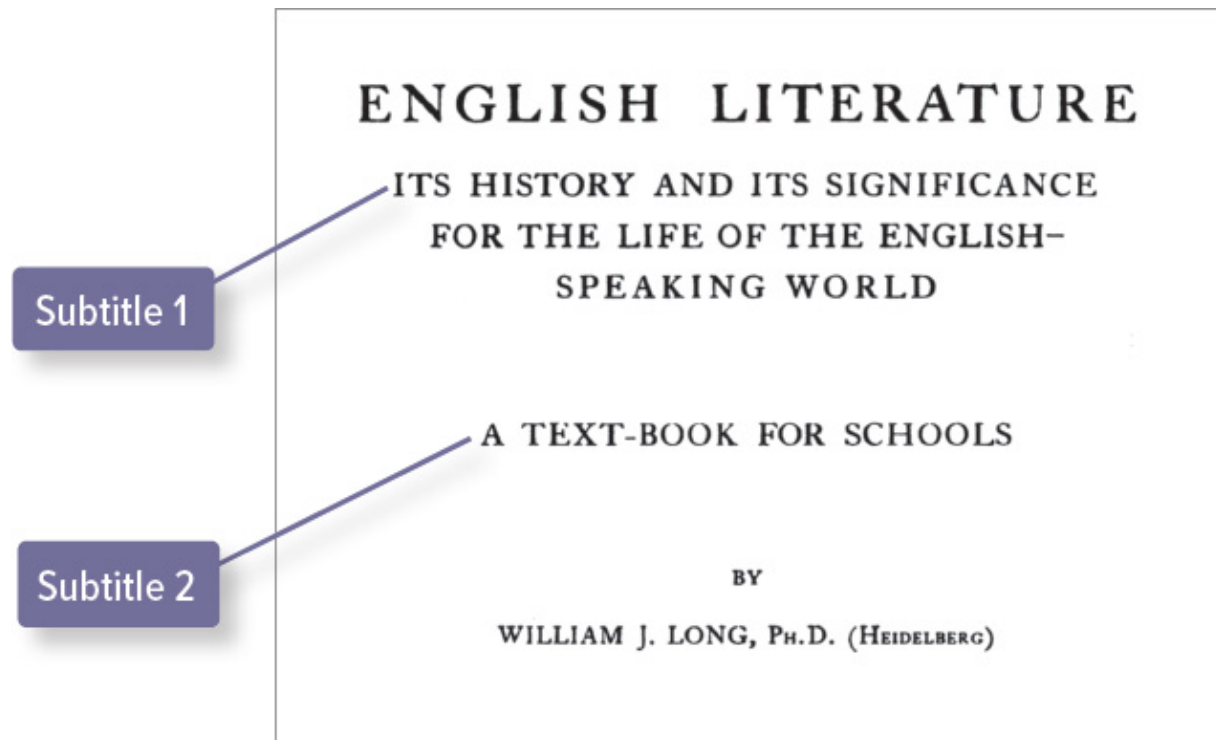 ENGLISH LITERATURE
ITS HISTORY AND ITS SIGNIFICANCE
FOR THE LIFE OF THE ENGLISH–
SPEAKING WORLD
Subtitle 1
A TEXT-BOOK FOR SCHOOLS
Subtitle 2
BY
WILLIAM J. LONG, PH.D. (HEIDELBERG)